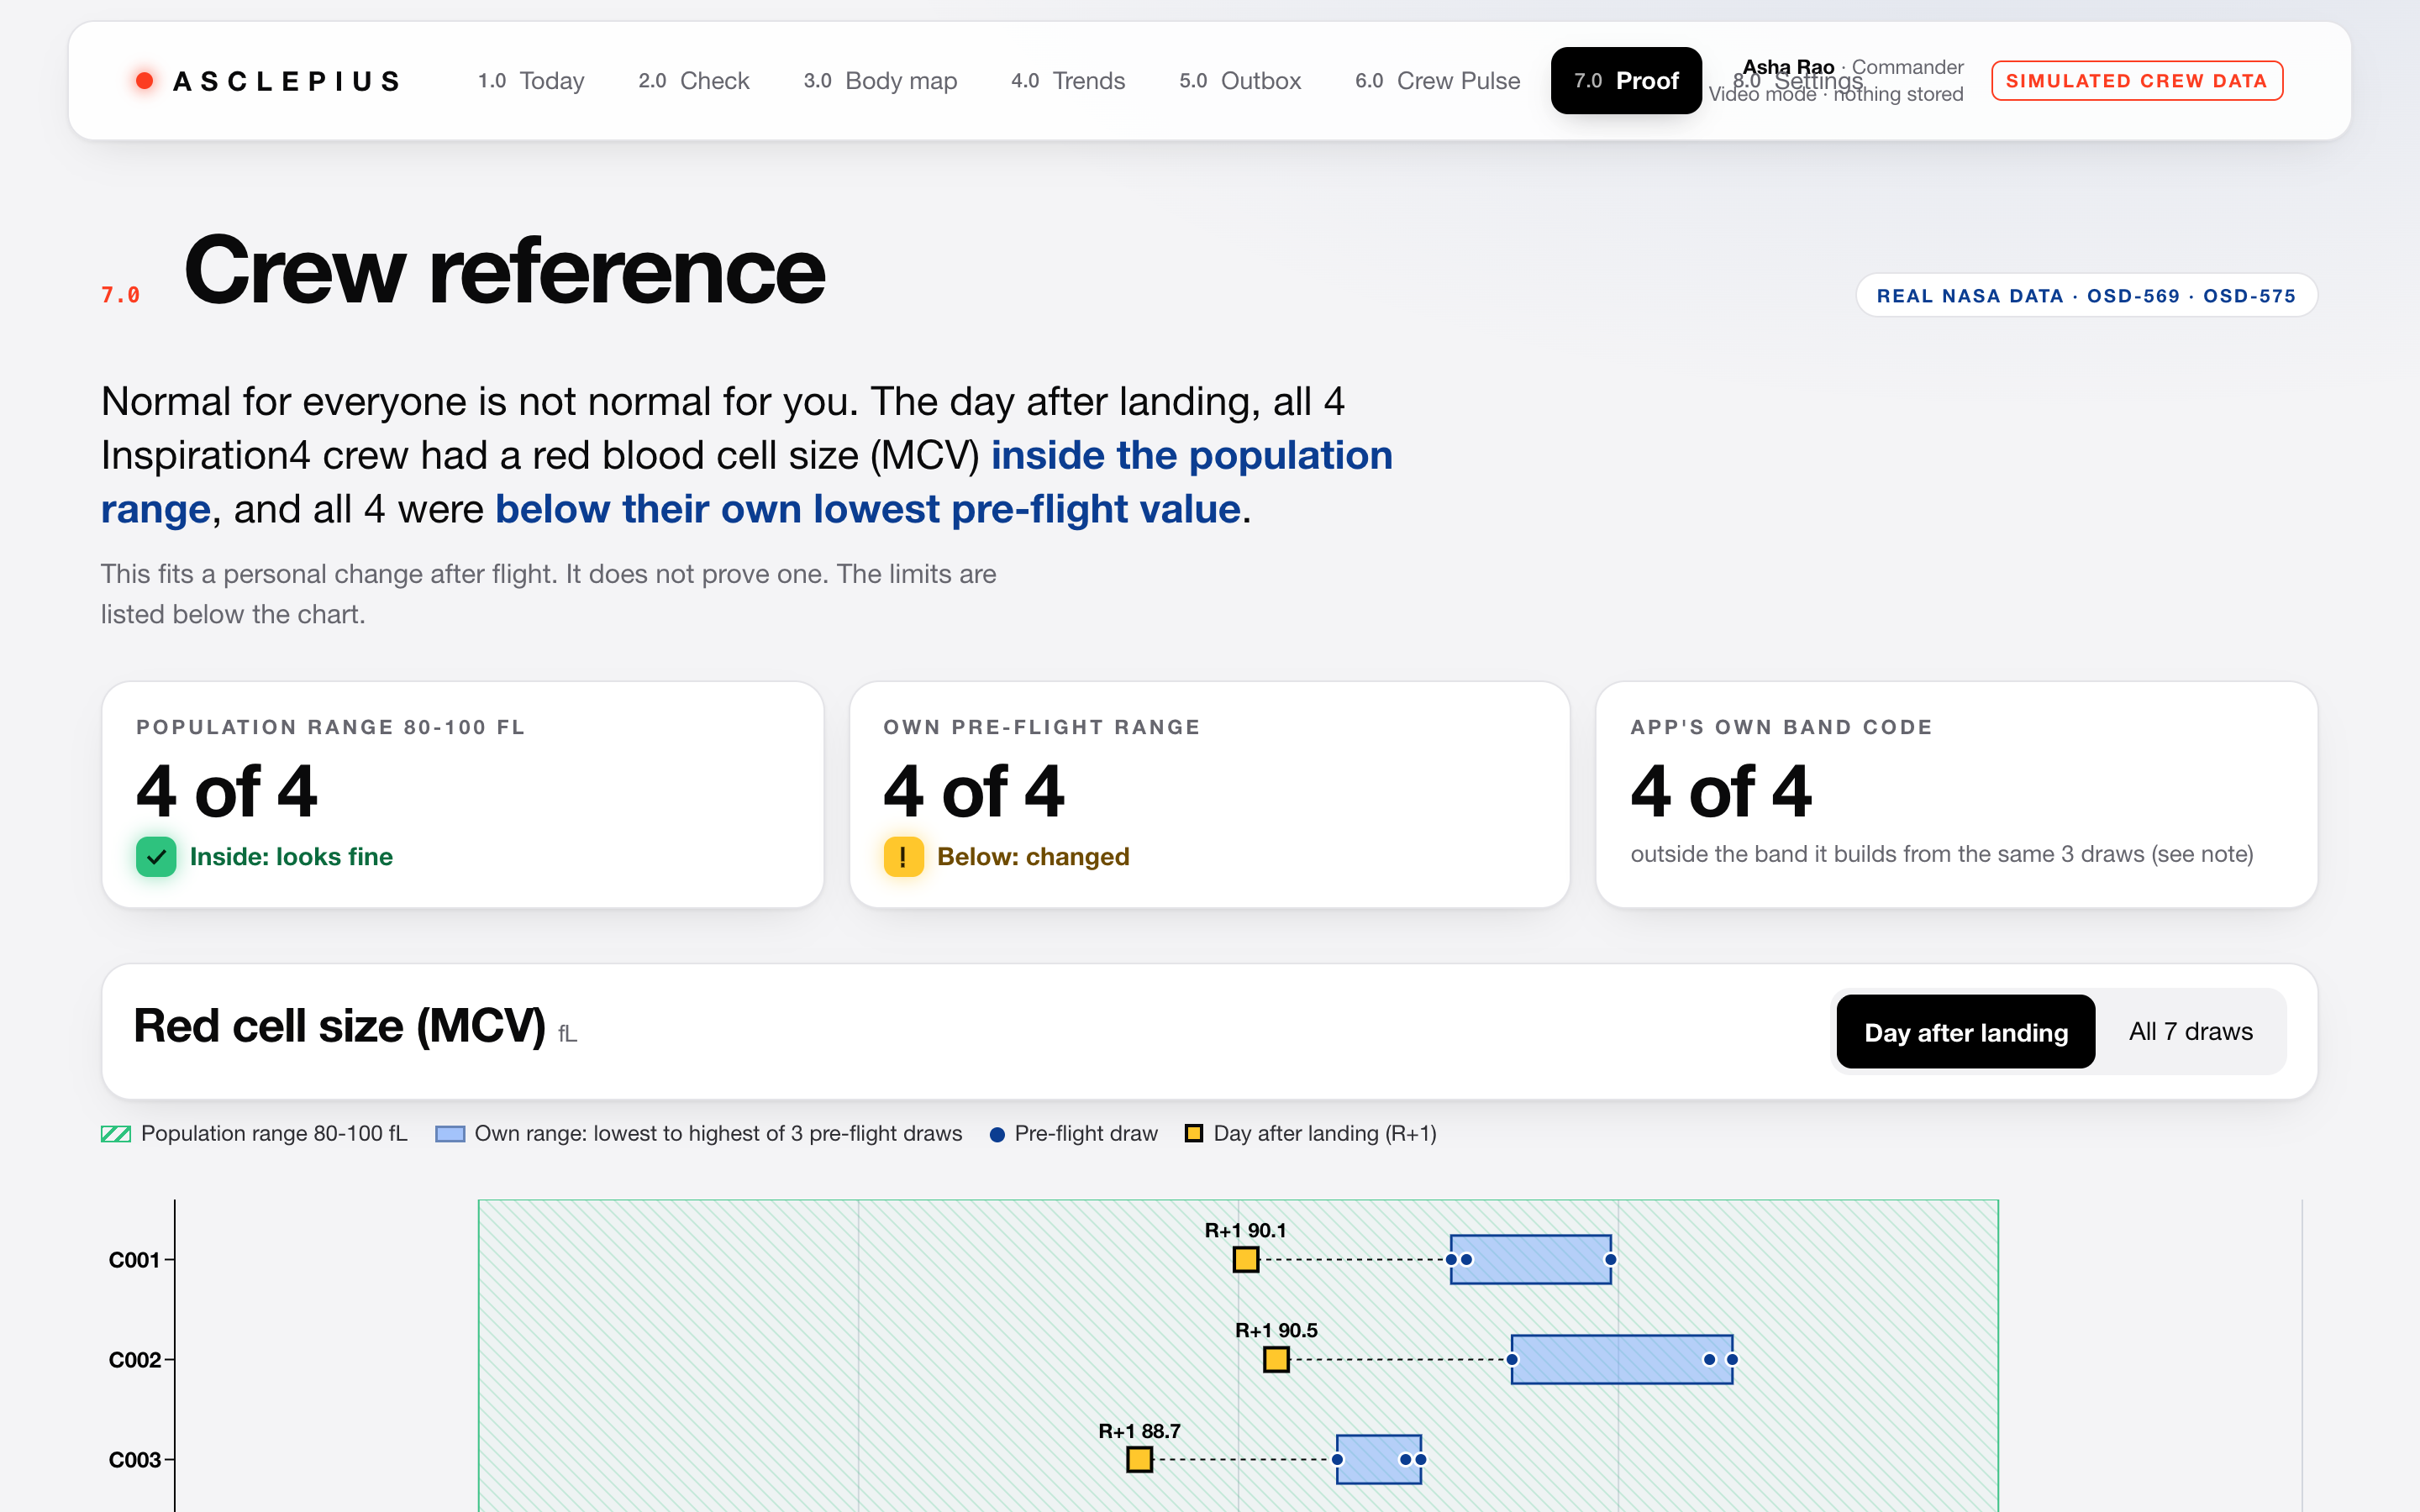 ASCLEPIUS
1.0 Today
2.0 Check
3.0 Body map
4.0 Trends
5.0 Outbox
6.0 Crew Pulse
7.0 Proof
8.0 Settings
Asha Rao · Commander
Video mode · nothing stored
SIMULATED CREW DATA
7.0 Crew reference
REAL NASA DATA · OSD-569 · OSD-575
Normal for everyone is not normal for you. The day after landing, all 4
Inspiration4 crew had a red blood cell size (MCV) inside the population
range, and all 4 were below their own lowest pre-flight value.
This fits a personal change after flight. It does not prove one. The limits are
listed below the chart.
POPULATION RANGE 80-100 FL
4 of 4
Inside: looks fine
OWN PRE-FLIGHT RANGE
4 of 4
! Below: changed
APP'S OWN BAND CODE
4 of 4
outside the band it builds from the same 3 draws (see note)
Red cell size (MCV) fL
Day after landing
All 7 draws
Population range 80-100 fL
Own range: lowest to highest of 3 pre-flight draws
Pre-flight draw
Day after landing (R+1)
R+1 90.1
C001
R+1 90.5
C002
R+1 88.7
C003